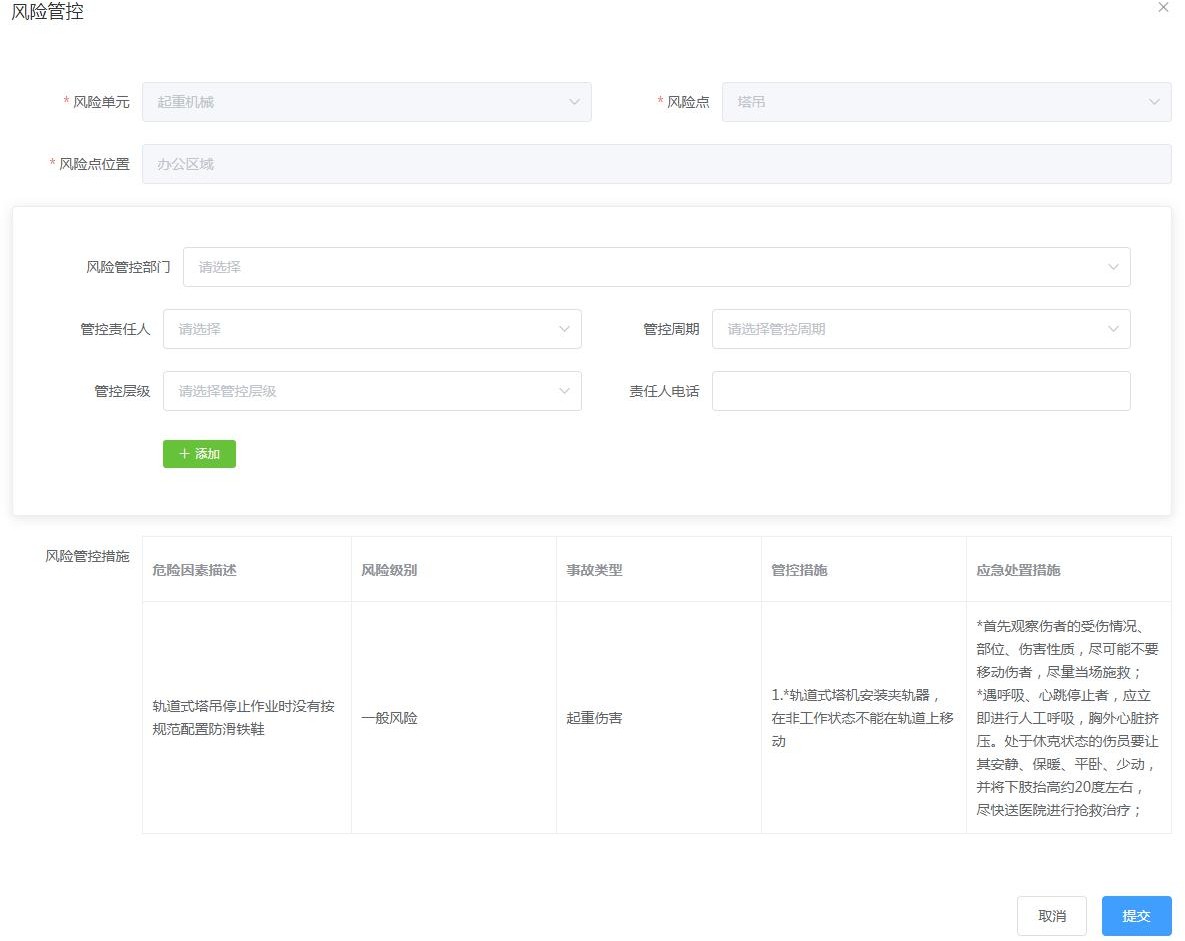 风险管控
* 风险单元 起重机械 * 风险点 塔吊
* 风险点位置 办公区域
风险管控部门 请选择
管控责任人 请选择 管控周期 请选择管控周期
管控层级 请选择管控层级 责任人电话
+ 添加
风险管控措施
危险因素描述 风险级别 事故类型 管控措施 应急处置措施
轨道式塔吊停止作业时没有按
规范配置防滑铁鞋
一般风险
起重伤害
1.*轨道式塔机安装夹轨器，
在非工作状态不能在轨道上移
动
*首先观察伤者的受伤情况、
部位、伤害性质，尽可能不要
移动伤者，尽量当场施救；
*遇呼吸、心跳停止者，应立
即进行人工呼吸，胸外心脏挤
压。处于休克状态的伤员要让
其安静、保暖、平卧、少动，
并将下肢抬高约20度左右，
尽快送医院进行抢救治疗；
取消 提交